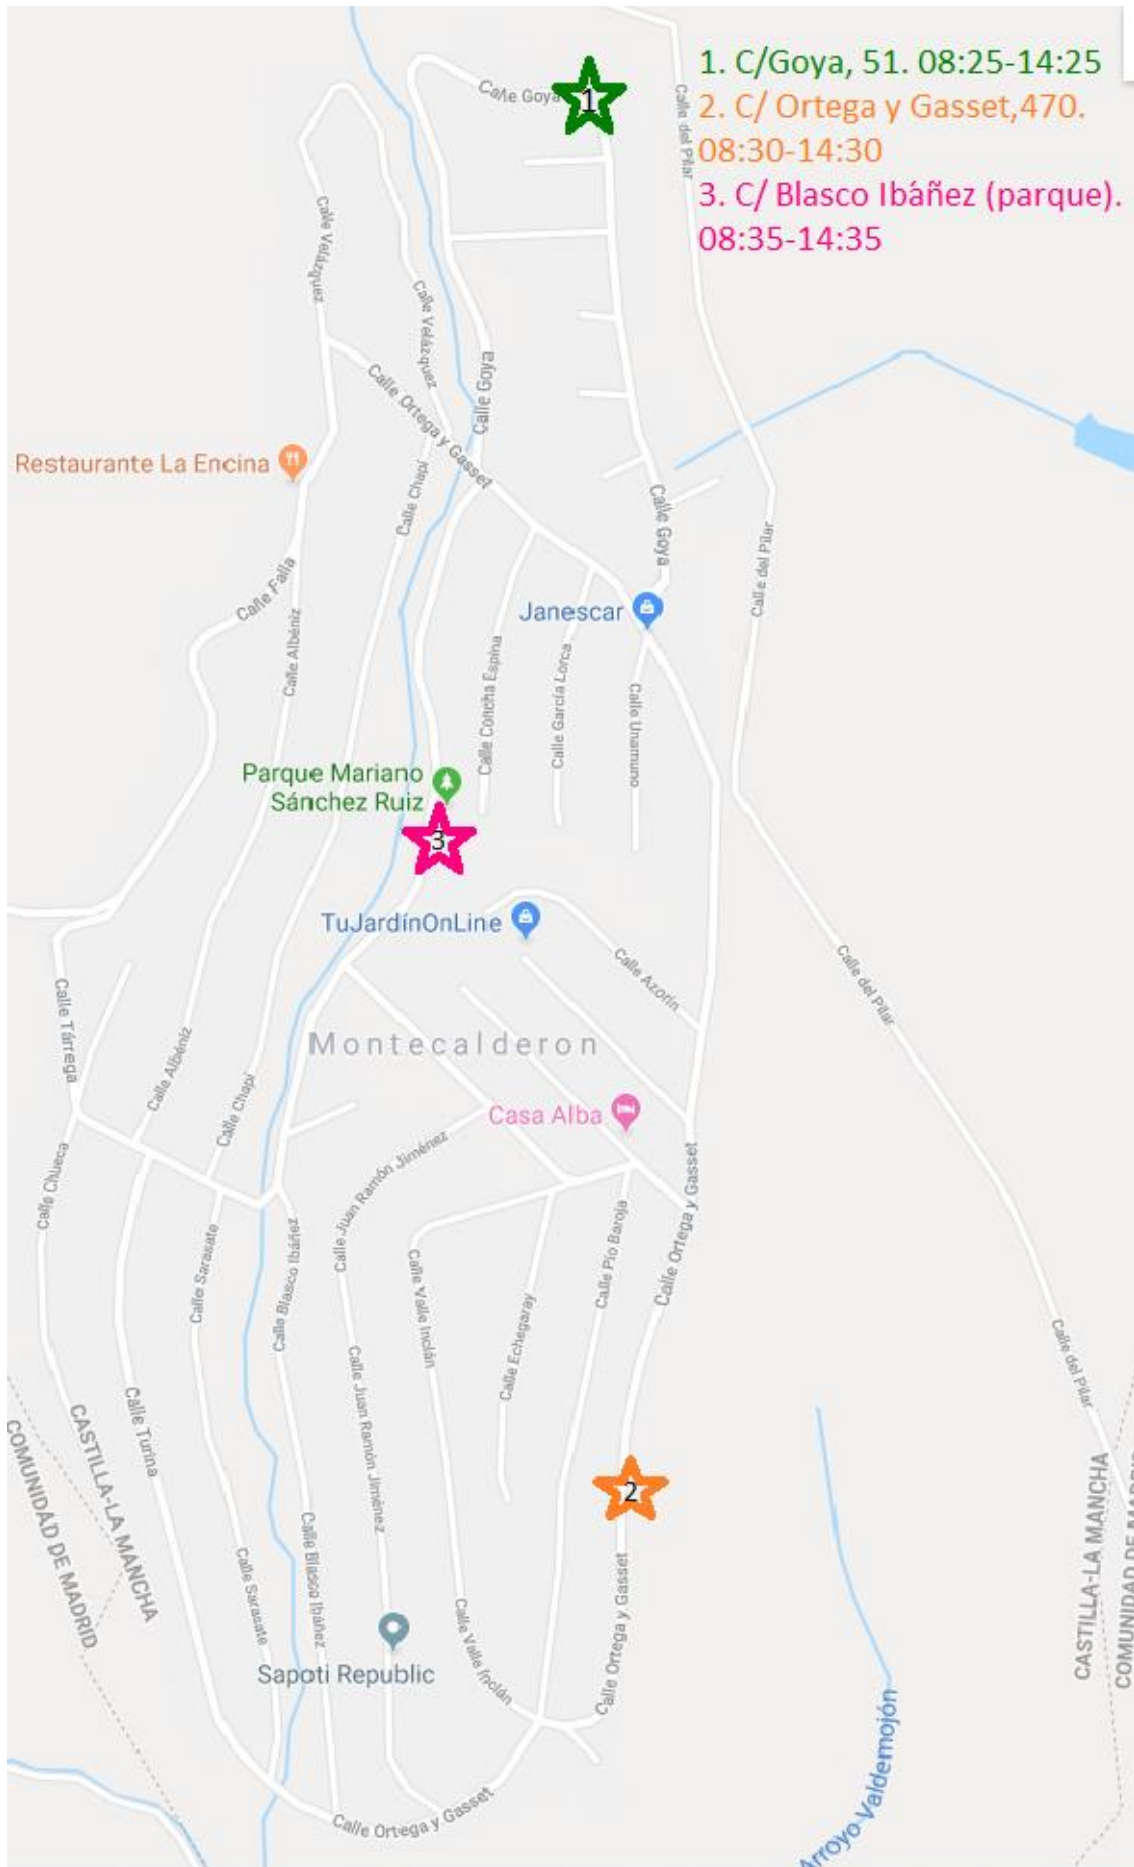 1. C/Goya, 51. 08:25-14:25
2. C/ Ortega y Gasset,470.
08:30-14:30
3. C/ Blasco Ibáñez (parque).
08:35-14:35
Calle Goya
1
Calle del Pilar
Calle Velázquez
Calle Velázquez
Calle Goya
Calle Ortega y Gasset
Restaurante La Encina
Calle Chapí
Calle Goya
Calle del Pilar
Calle Falla
Janescar
Calle Albéniz
Calle Concha Espina
Calle García Lorca
Calle Unamuno
Parque Mariano
Sánchez Ruiz
3
TuJardínOnLine
Calle Azorín
Calle del Pilar
Calle Tárrega
Montecalderon
Calle Albéniz
Calle Chapí
Casa Alba
Calle Chueca
Calle Juan Ramón Jiménez
Calle Ortega y Gasset
Calle Sarasate
Calle Blasco Ibáñez
Calle Valle Inclán
Calle Pío Baroja
Calle Echegaray
Calle del Pilar
Calle Turina
Calle Juan Ramón Jiménez
CASTILLA-LA MANCHA
COMUNIDAD DE MADRID
2
CASTILLA-LA MANCHA
COMUNIDAD DE MADRID
Calle Sarasate
Calle Blasco Ibáñez
Calle Valle Inclán
Calle Ortega y Gasset
Sapoti Republic
Arroyo Valdemojón
Calle Ortega y Gasset